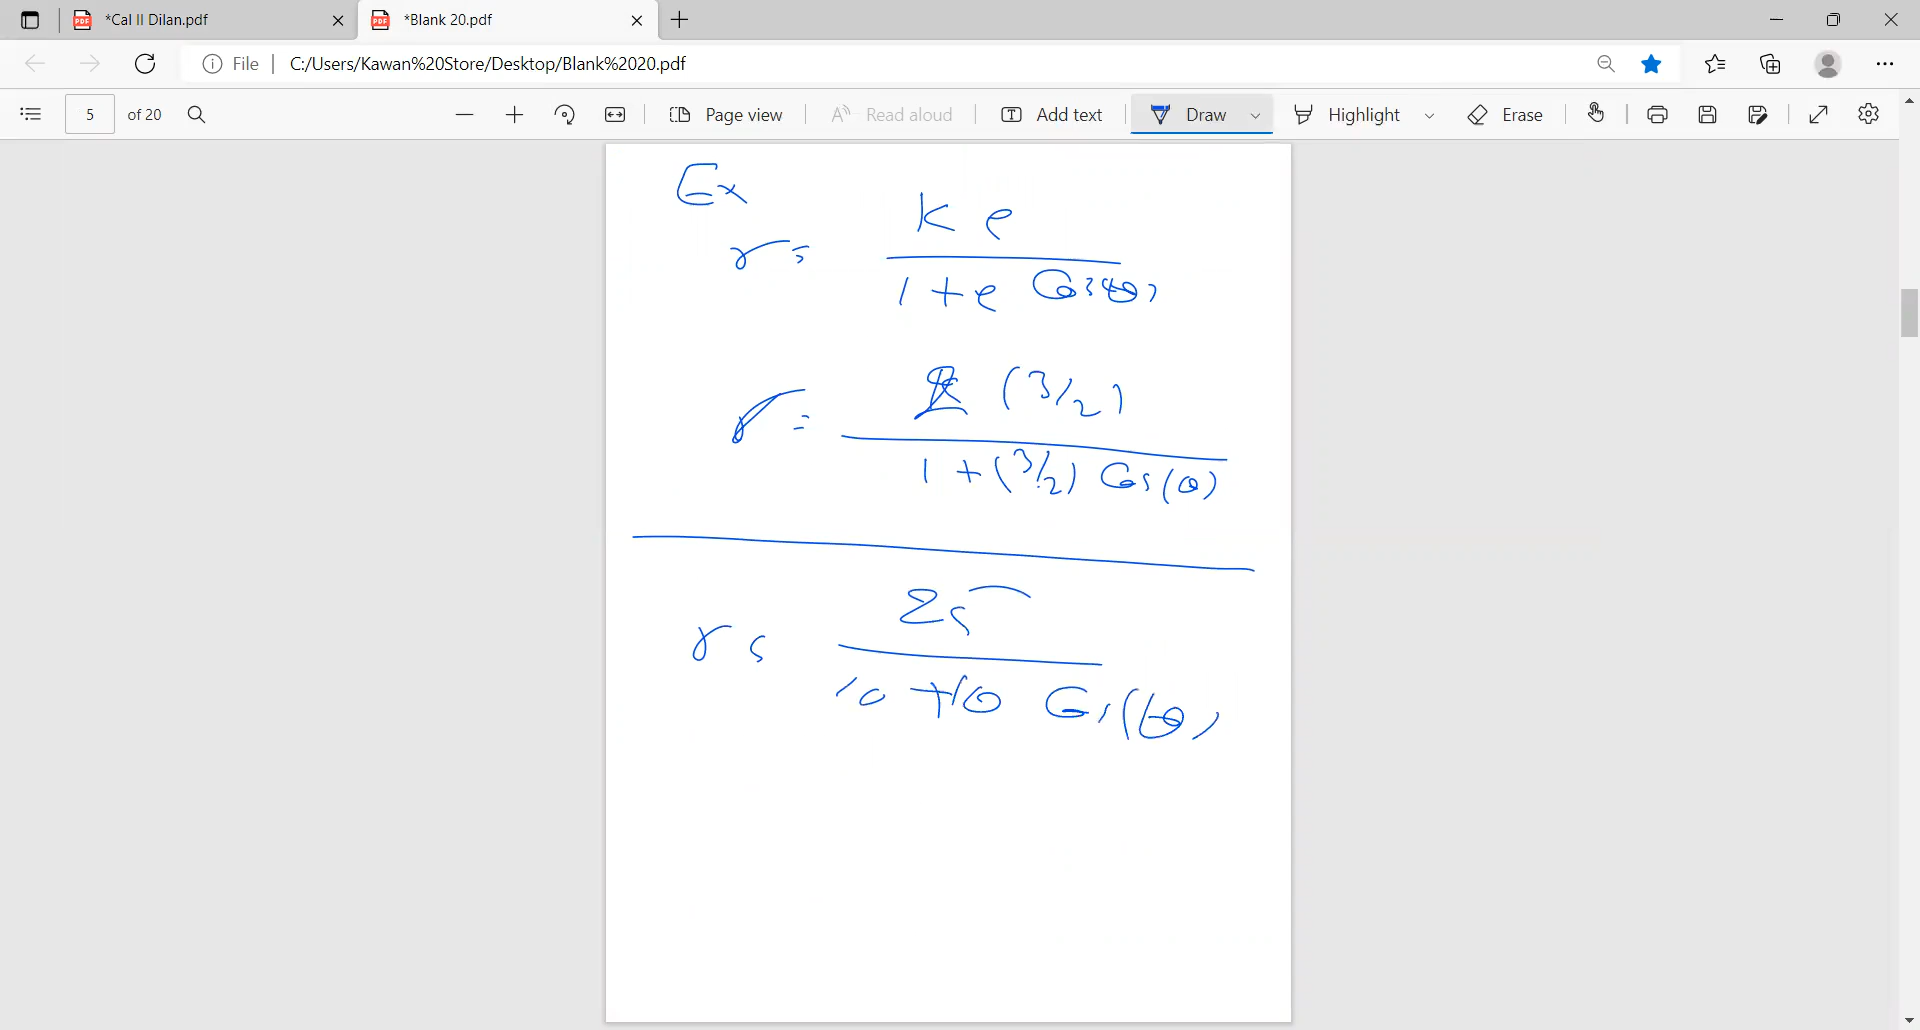 *Cal II Dilan.pdf
*Blank 20.pdf
File | C:/Users/Kawan%20Store/Desktop/Blank%2020.pdf
5 of 20
Page view
Read aloud
Add text
Draw
Highlight
Erase
Ex
r = k e / 1 + e Cos(θ)
r = 2 (3/2) / 1 + (3/2) Cos(θ)
r = 25 / 10 + 10 Cos(θ)